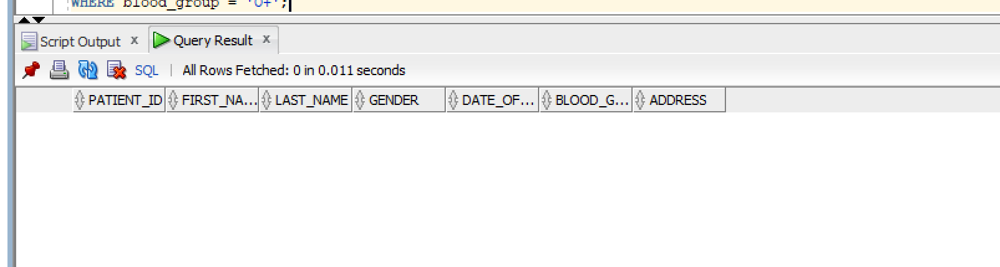 WHERE blood_group = 'O+';
Script Output x Query Result x
SQL | All Rows Fetched: 0 in 0.011 seconds
PATIENT_ID FIRST_NA... LAST_NAME GENDER DATE_OF... BLOOD_G... ADDRESS